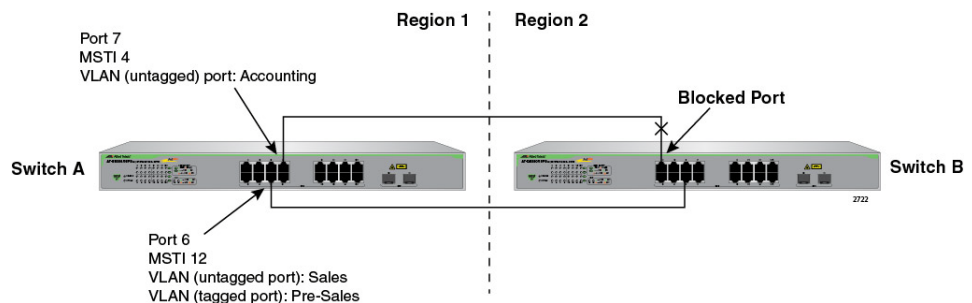 Region 1
Region 2
Port 7
MSTI 4
VLAN (untagged) port: Accounting
Blocked Port
Switch A
Switch B
2722
Port 6
MSTI 12
VLAN (untagged port): Sales
VLAN (tagged port): Pre-Sales